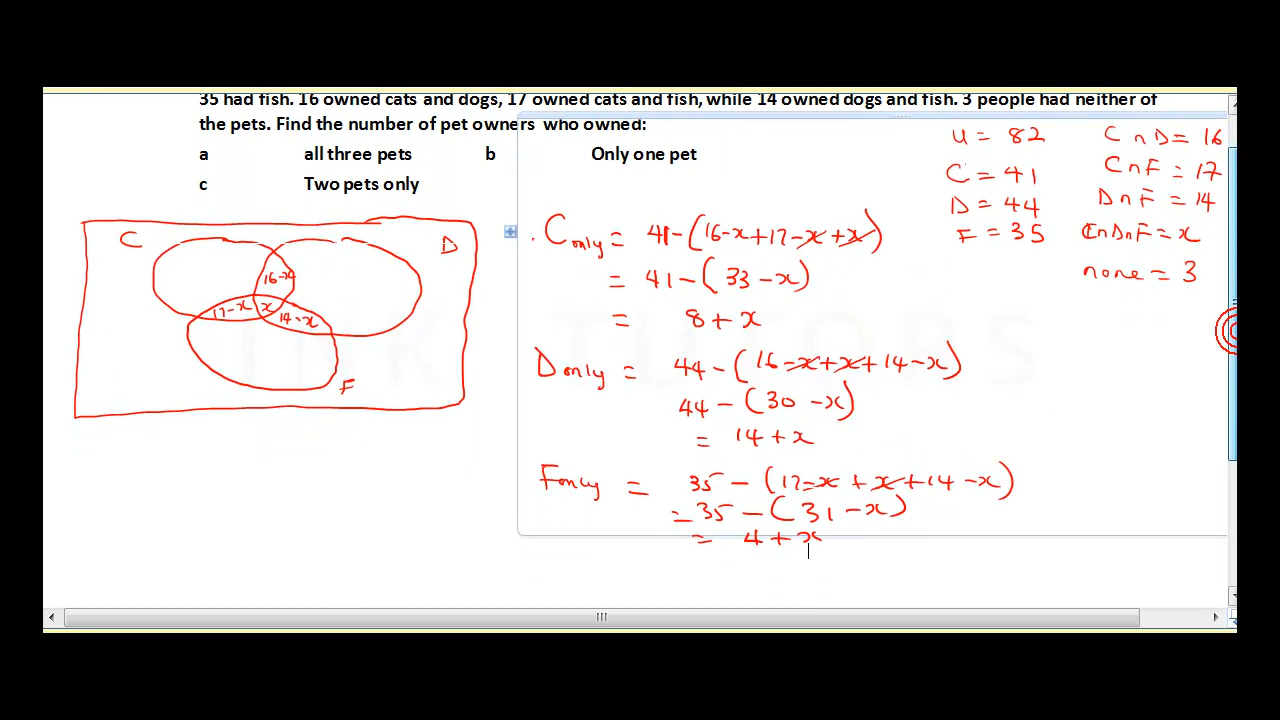 35 had fish. 16 owned cats and dogs, 17 owned cats and fish, while 14 owned dogs and fish. 3 people had neither of
the pets. Find the number of pet owners who owned:
a all three pets b Only one pet
c Two pets only
U = 82
C = 41
D = 44
F = 35
C ∩ D = 16
C ∩ F = 17
D ∩ F = 14
C ∩ D ∩ F = x
none = 3
C
D
16-x
17-x
x
14-x
F
C only = 41-(16-x+17-x+x)
= 41-(33-x)
= 8+x
D only = 44-(16-x+x+14-x)
44-(30-x)
= 14+x
F only = 35-(17-x+x+14-x)
= 35-(31-x)
= 4+x